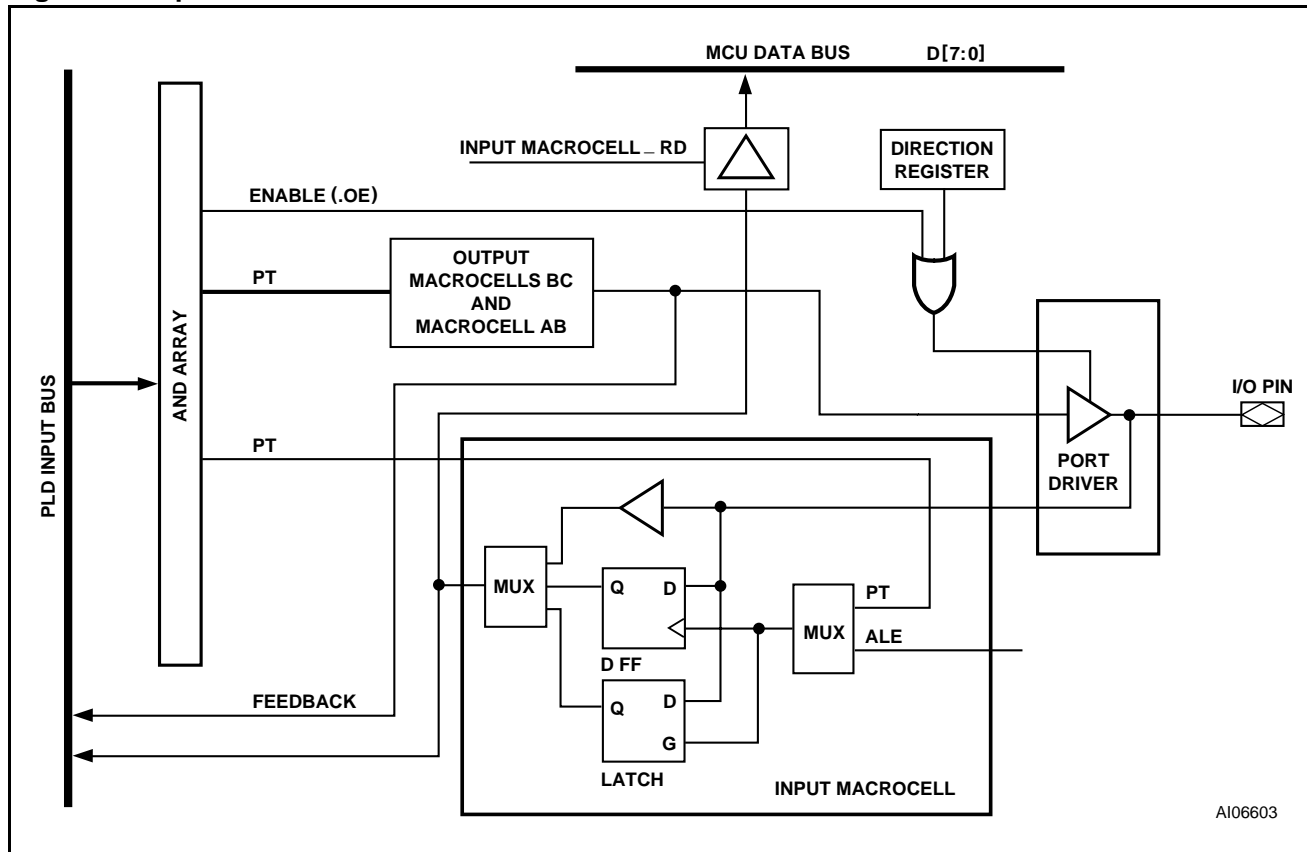 MCU DATA BUS D[7:0]
INPUT MACROCELL _ RD
DIRECTION
REGISTER
ENABLE (.OE)
PT
OUTPUT
MACROCELLS BC
AND
MACROCELL AB
PLD INPUT BUS
AND ARRAY
I/O PIN
PORT
DRIVER
PT
MUX
Q D
D FF
MUX
PT
ALE
Q D
G
LATCH
FEEDBACK
INPUT MACROCELL
AI06603